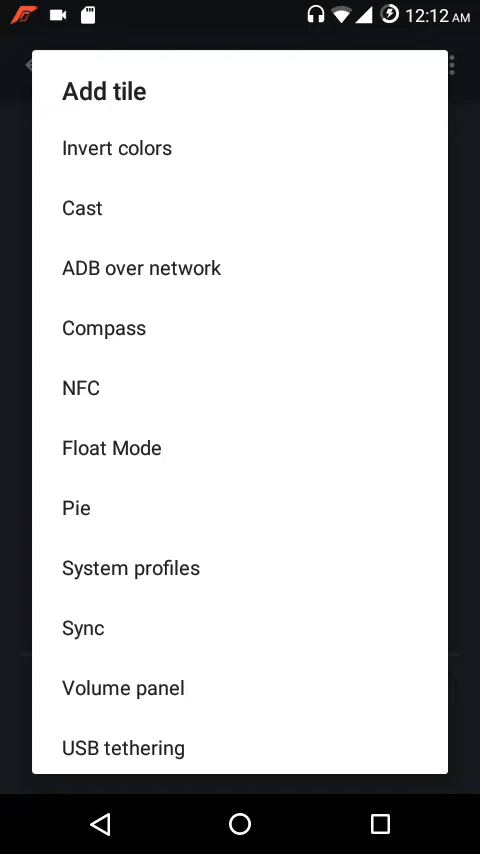 12:12 AM
Add tile
Invert colors
Cast
ADB over network
Compass
NFC
Float Mode
Pie
System profiles
Sync
Volume panel
USB tethering